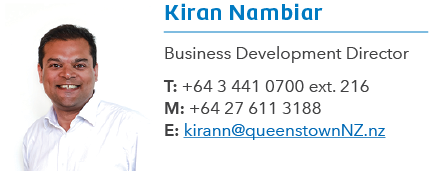 Kiran Nambiar
Business Development Director
T: +64 3 441 0700 ext. 216
M: +64 27 611 3188
E: kirann@queenstownNZ.nz